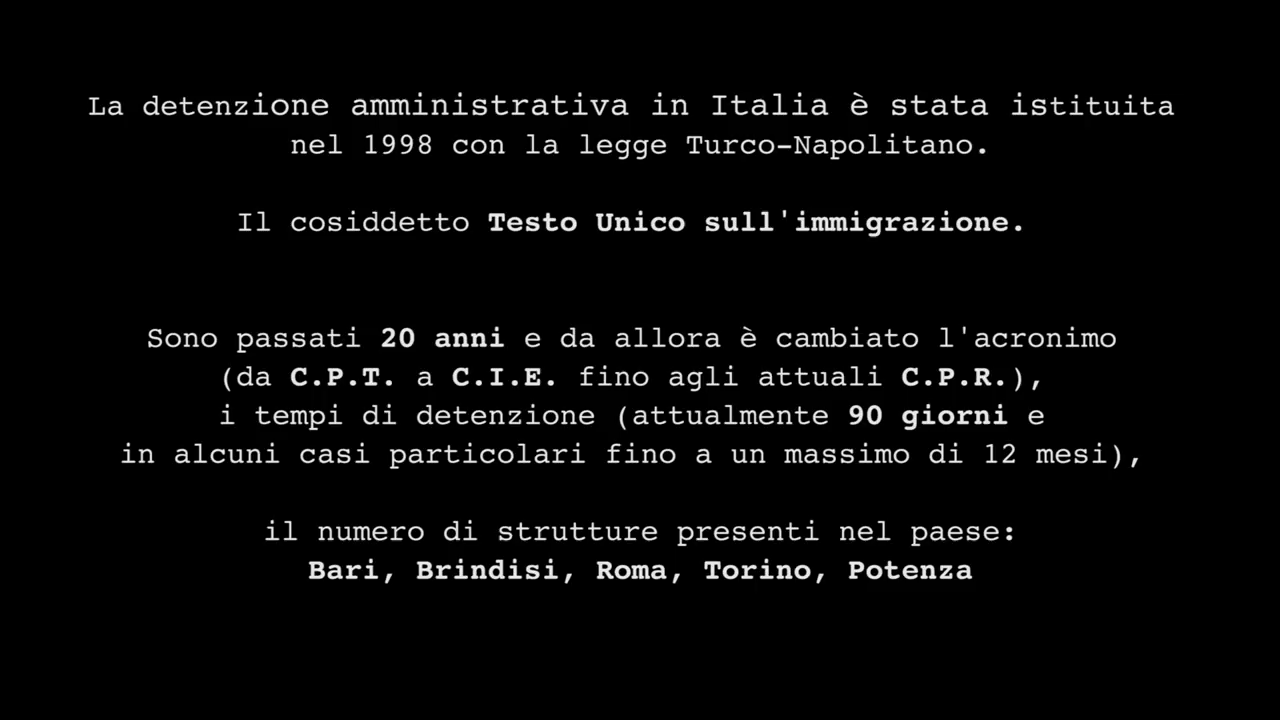 La detenzione amministrativa in Italia è stata istituita
nel 1998 con la legge Turco-Napolitano.
Il cosiddetto Testo Unico sull'immigrazione.
Sono passati 20 anni e da allora è cambiato l'acronimo
(da C.P.T. a C.I.E. fino agli attuali C.P.R.),
i tempi di detenzione (attualmente 90 giorni e
in alcuni casi particolari fino a un massimo di 12 mesi),
il numero di strutture presenti nel paese:
Bari, Brindisi, Roma, Torino, Potenza